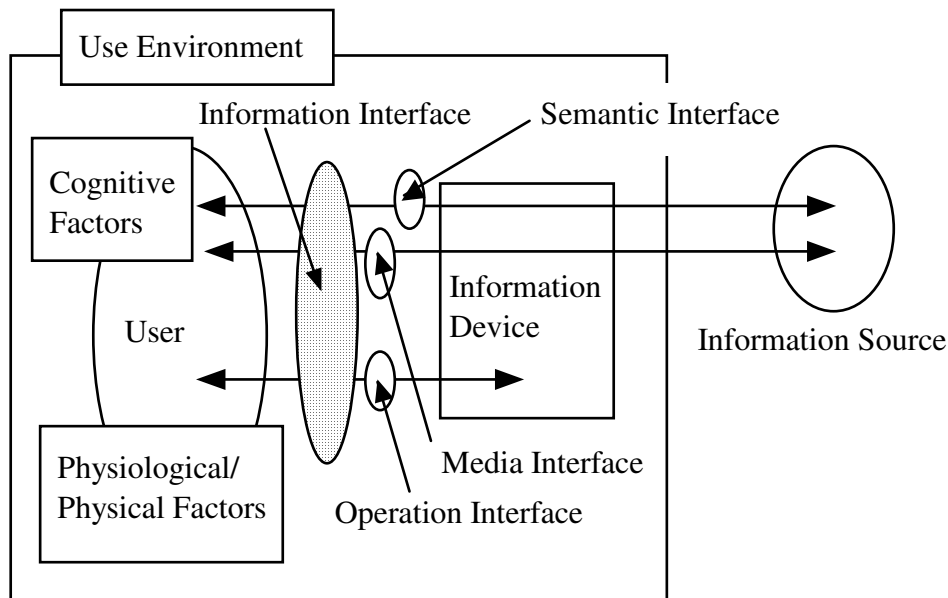 Use Environment
Information Interface
Semantic Interface
Cognitive
Factors
Information
Device
User
Information Source
Physiological/
Physical Factors
Media Interface
Operation Interface